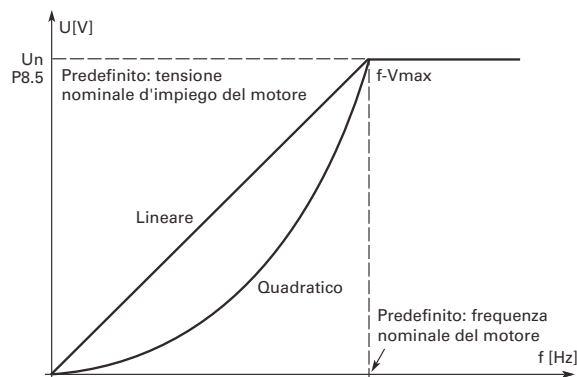 U[V]
Un
P8.5
Predefinito: tensione
nominale d'impiego del motore
f-Vmax
Lineare
Quadratico
Predefinito: frequenza
nominale del motore
f [Hz]